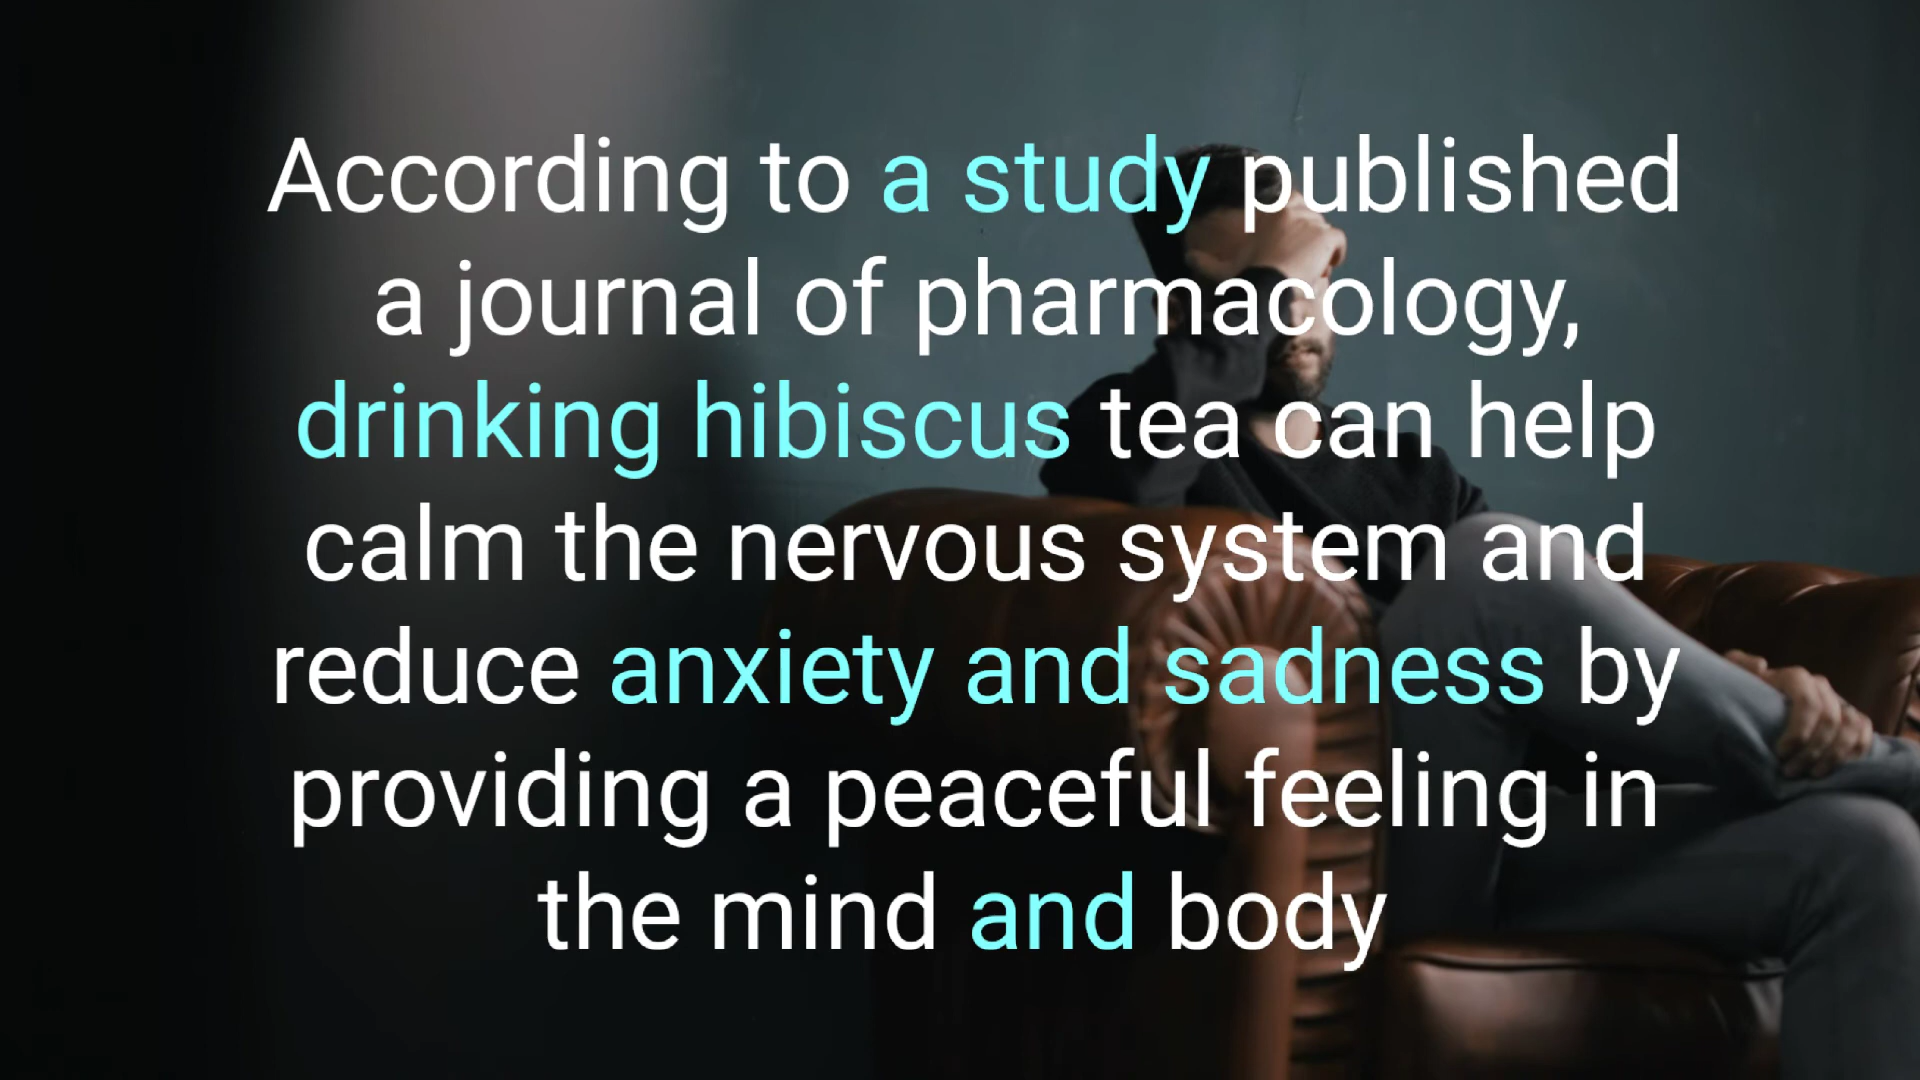 According to a study published
a journal of pharmacology,
drinking hibiscus tea can help
calm the nervous system and
reduce anxiety and sadness by
providing a peaceful feeling in
the mind and body